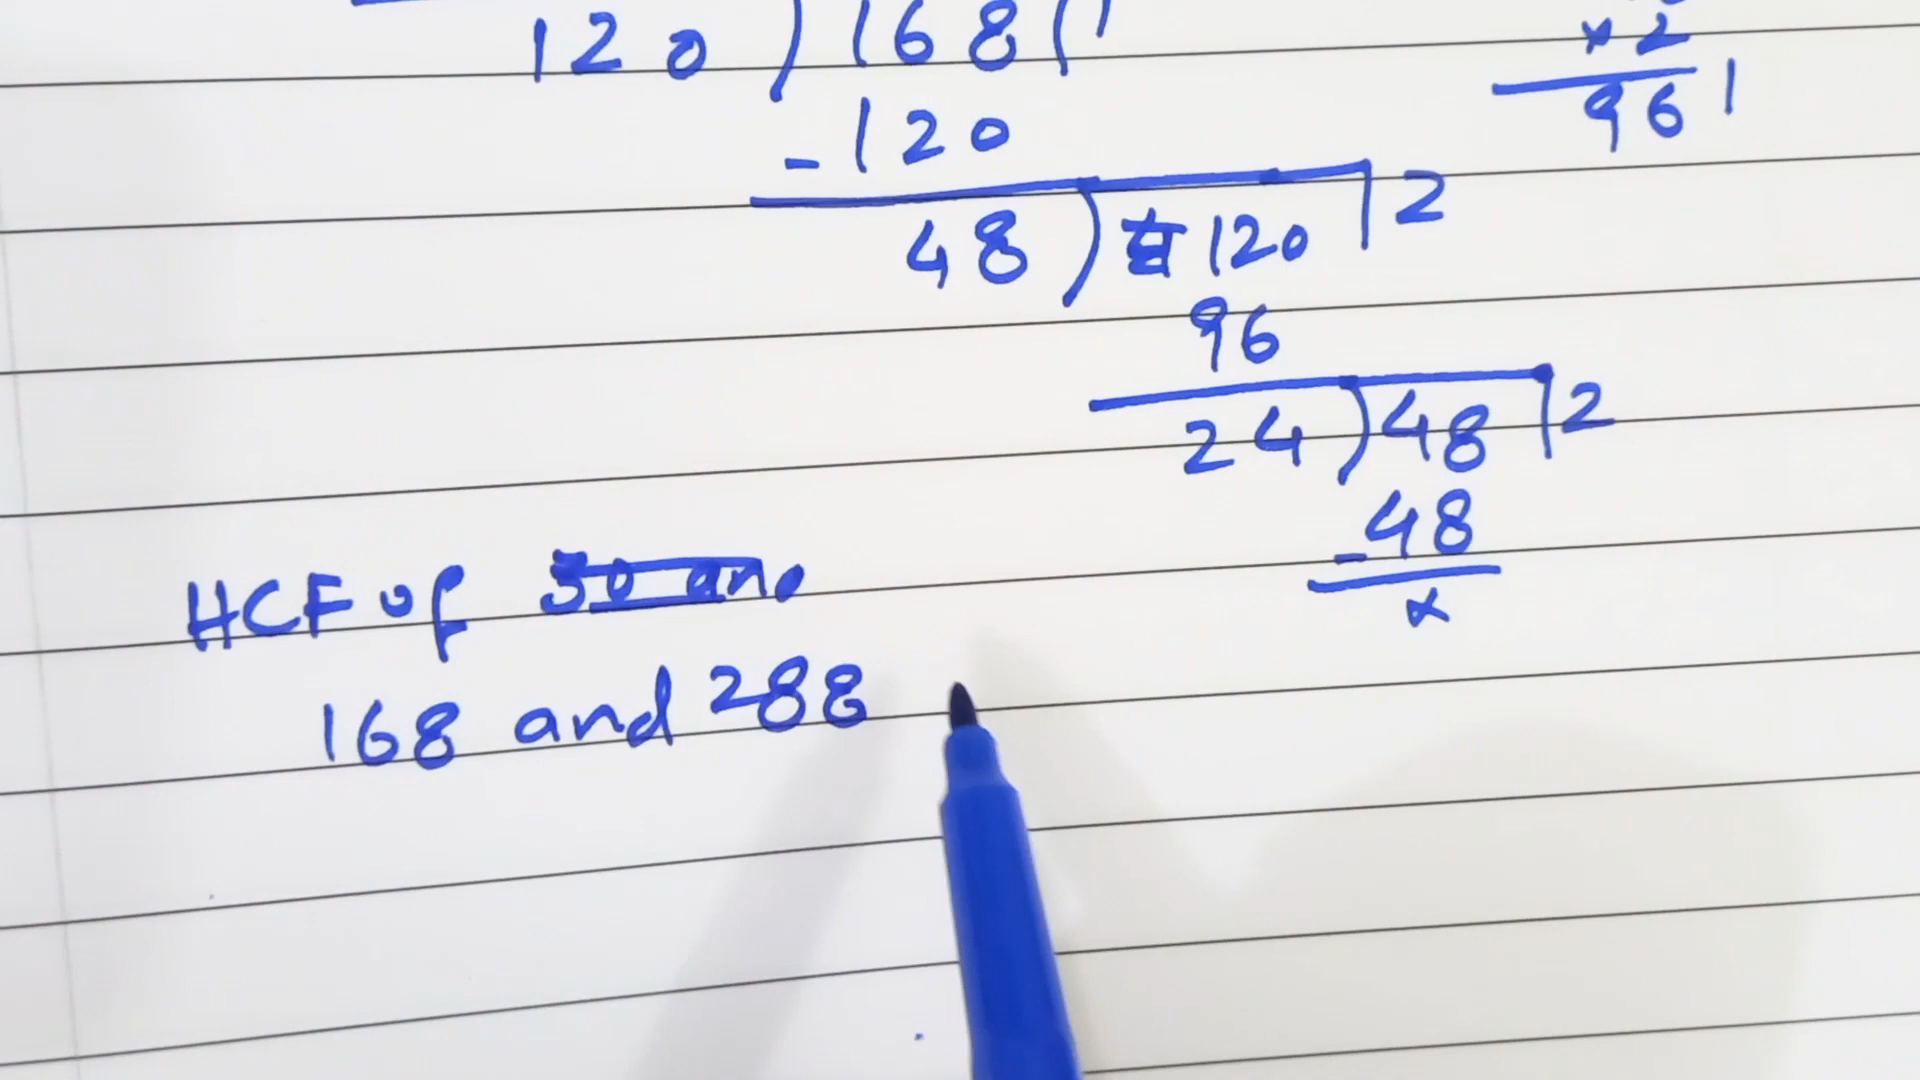 120 ) 168 ( 1
× 2
96
- 120
48 ) 120 | 2
96
24 ) 48 | 2
- 48
×
HCF of 30 and
168 and 288